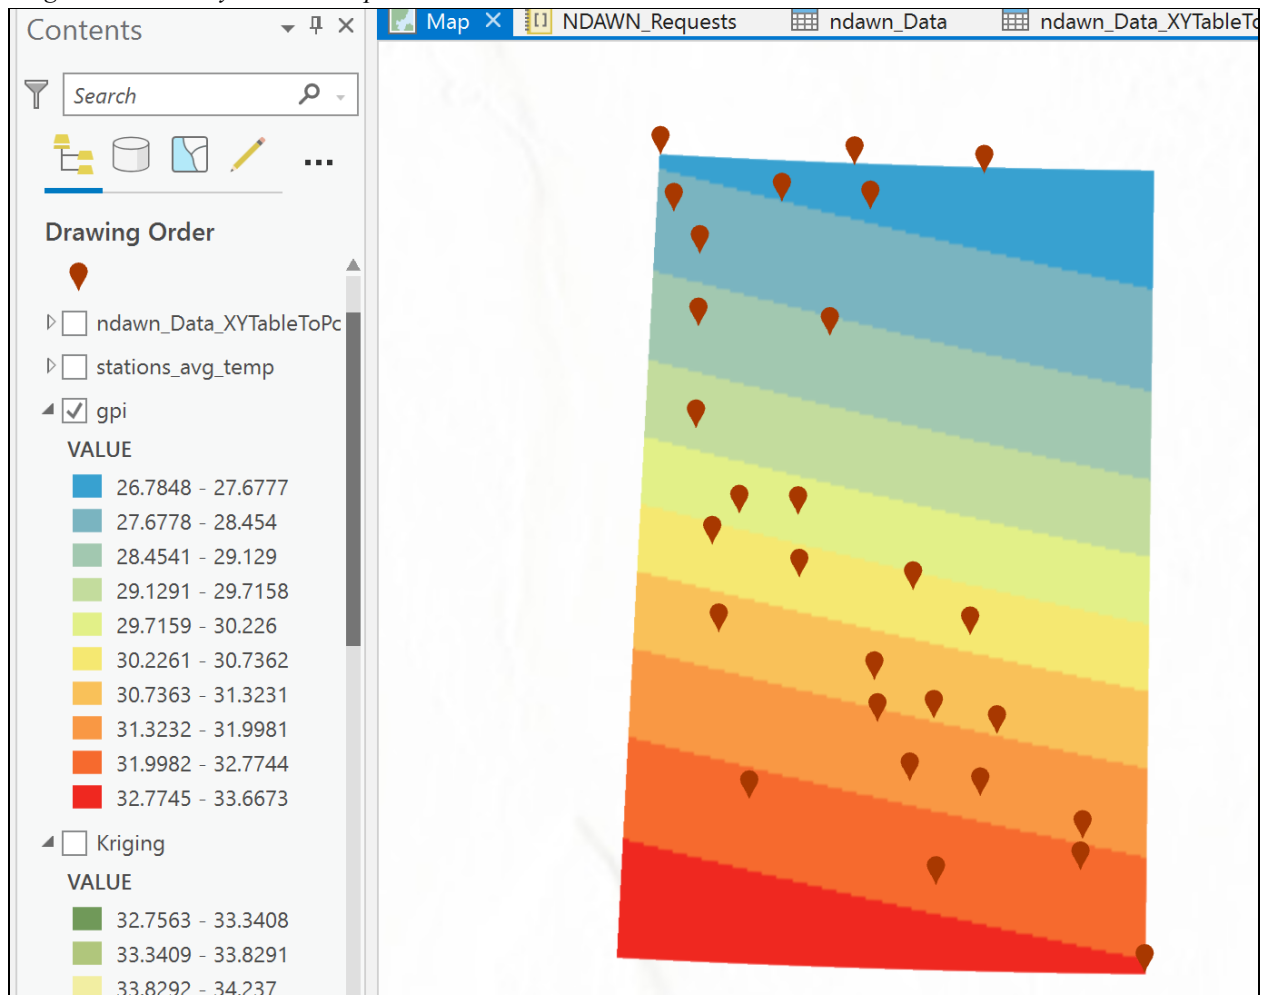 Contents
Map
NDAWN_Requests
ndawn_Data
ndawn_Data_XYTableTo
Search
Drawing Order
ndawn_Data_XYTableToPo
stations_avg_temp
gpi
VALUE
26.7848 - 27.6777
27.6778 - 28.454
28.4541 - 29.129
29.1291 - 29.7158
29.7159 - 30.226
30.2261 - 30.7362
30.7363 - 31.3231
31.3232 - 31.9981
31.9982 - 32.7744
32.7745 - 33.6673
Kriging
VALUE
32.7563 - 33.3408
33.3409 - 33.8291
33.8292 - 34.237